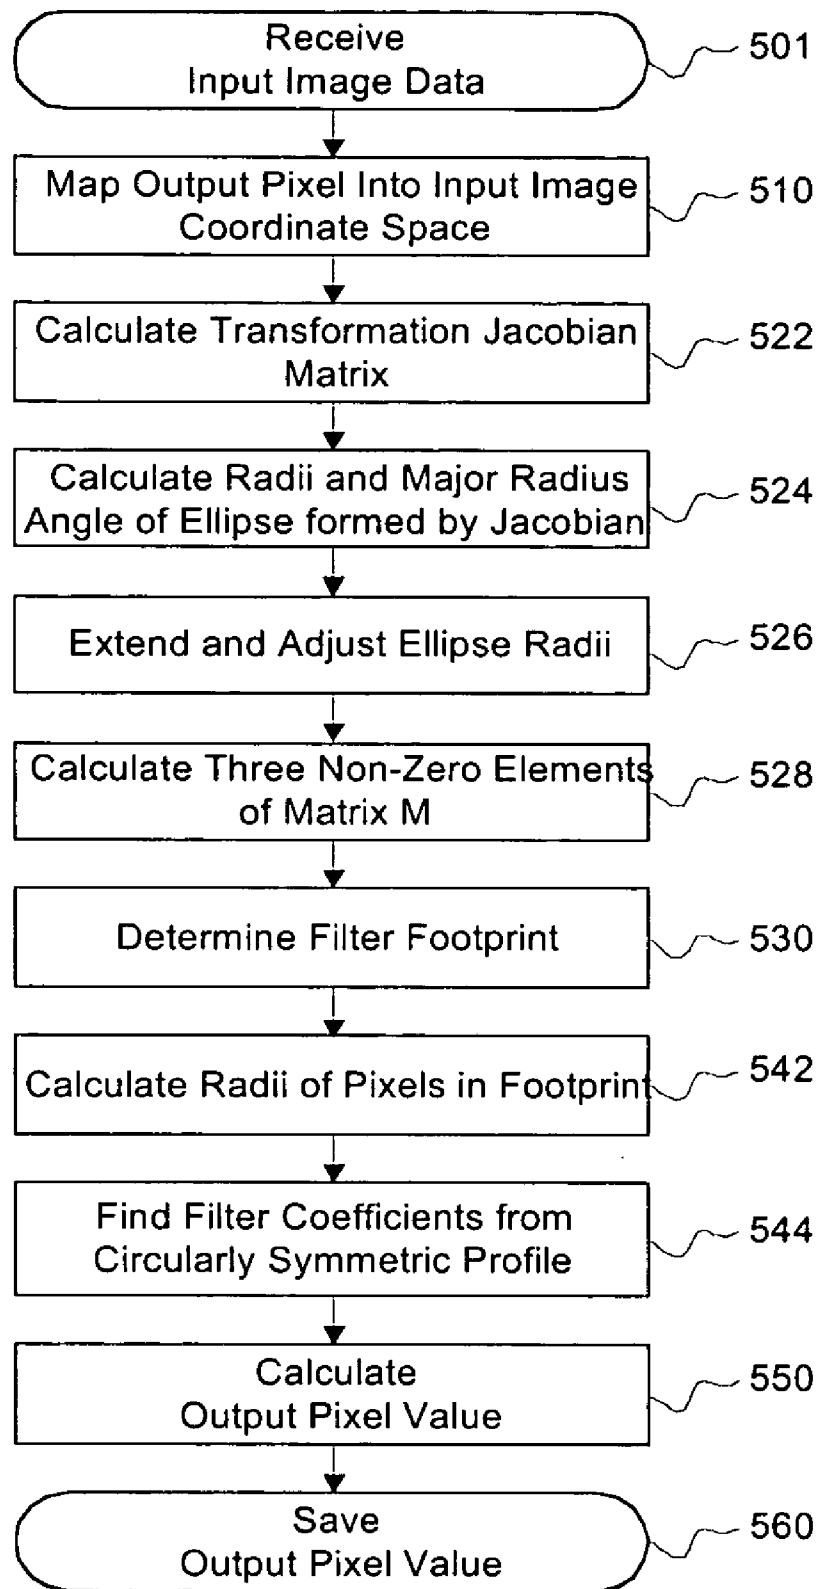 Receive
Input Image Data
501
Map Output Pixel Into Input Image
Coordinate Space
510
Calculate Transformation Jacobian
Matrix
522
Calculate Radii and Major Radius
Angle of Ellipse formed by Jacobian
524
Extend and Adjust Ellipse Radii
526
Calculate Three Non-Zero Elements
of Matrix M
528
Determine Filter Footprint
530
Calculate Radii of Pixels in Footprint
542
Find Filter Coefficients from
Circularly Symmetric Profile
544
Calculate
Output Pixel Value
550
Save
Output Pixel Value
560